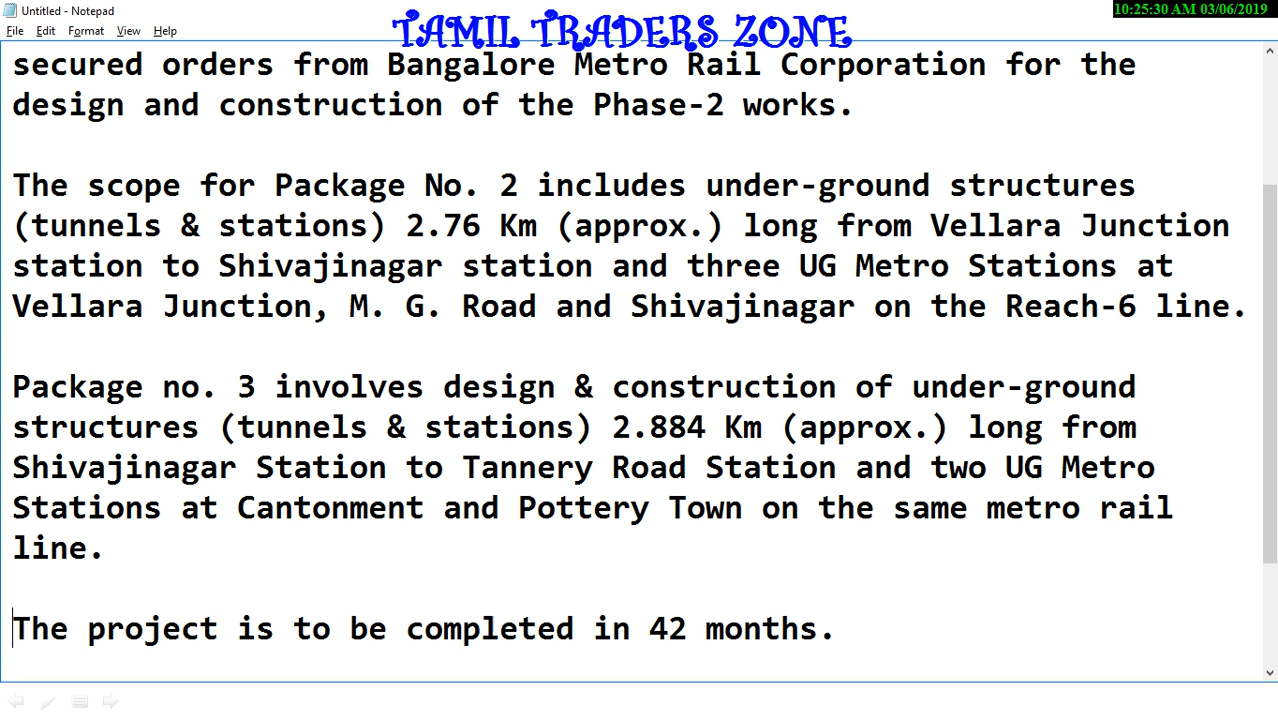 Untitled - Notepad
10:25:30 AM 03/06/2019
File Edit Format View Help
TAMIL TRADERS ZONE
secured orders from Bangalore Metro Rail Corporation for the
design and construction of the Phase-2 works.
The scope for Package No. 2 includes under-ground structures
(tunnels & stations) 2.76 Km (approx.) long from Vellara Junction
station to Shivajinagar station and three UG Metro Stations at
Vellara Junction, M. G. Road and Shivajinagar on the Reach-6 line.
Package no. 3 involves design & construction of under-ground
structures (tunnels & stations) 2.884 Km (approx.) long from
Shivajinagar Station to Tannery Road Station and two UG Metro
Stations at Cantonment and Pottery Town on the same metro rail
line.
The project is to be completed in 42 months.